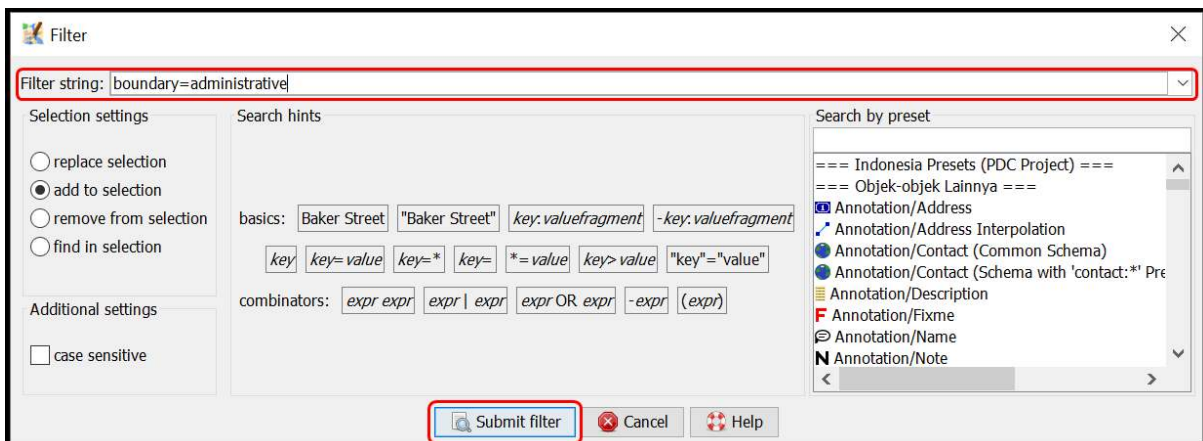 Filter
Filter string: boundary=administrative
Selection settings
replace selection
add to selection
remove from selection
find in selection
Additional settings
case sensitive
Search hints
basics: Baker Street "Baker Street" key:valuefragment -key:valuefragment
key key=value key=* key= *=value key>value "key"="value"
combinators: expr expr expr | expr expr OR expr -expr (expr)
Search by preset
=== Indonesia Presets (PDC Project) ===
=== Objek-objek Lainnya ===
Annotation/Address
Annotation/Address Interpolation
Annotation/Contact (Common Schema)
Annotation/Contact (Schema with 'contact:*' Pre
Annotation/Description
F Annotation/Fixme
Annotation/Name
N Annotation/Note
Submit filter Cancel Help